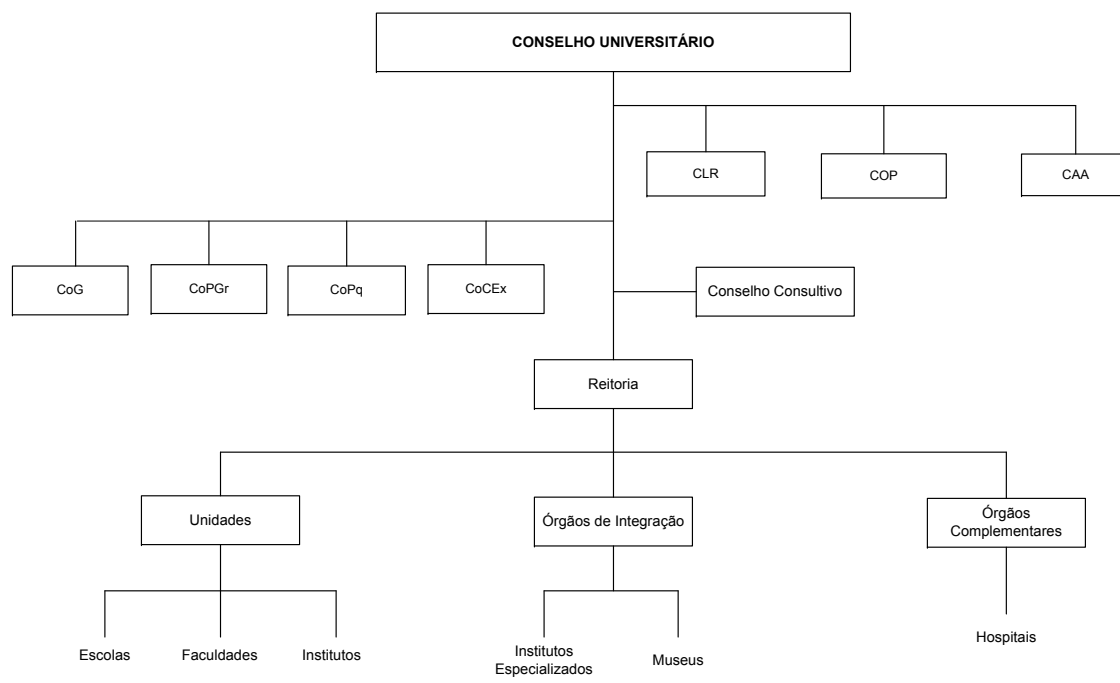 CONSELHO UNIVERSITÁRIO
CLR
COP
CAA
CoG
CoPGr
CoPq
CoCEx
Conselho Consultivo
Reitoria
Unidades
Órgãos de Integração
Órgãos
Complementares
Escolas
Faculdades
Institutos
Institutos
Especializados
Museus
Hospitais